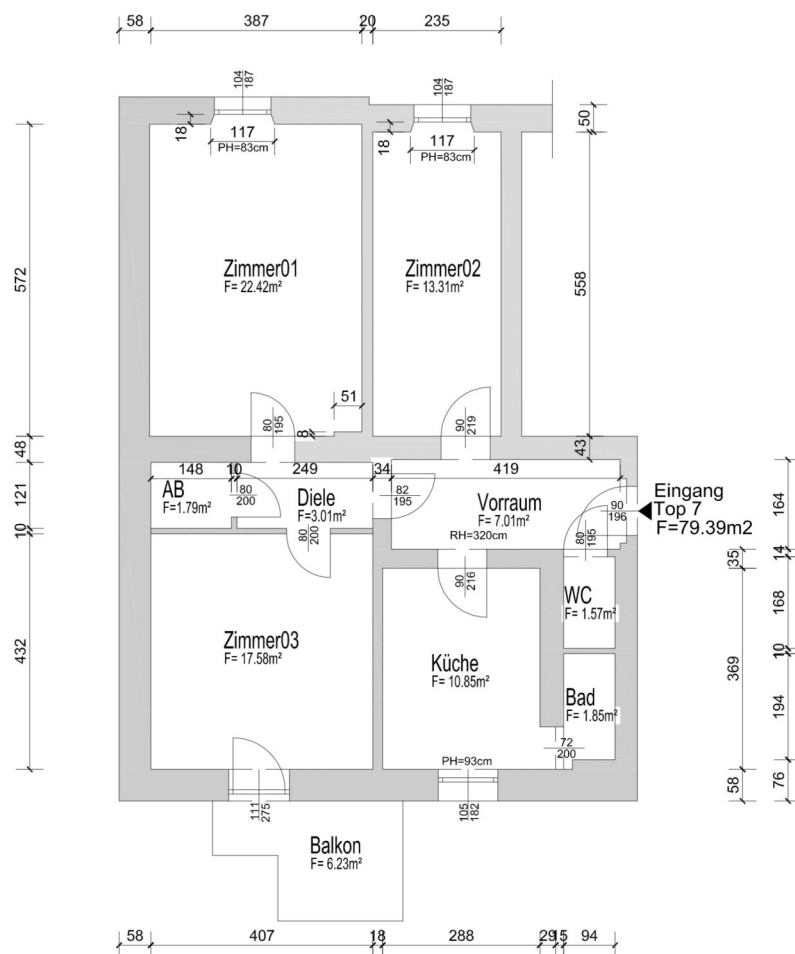 58 387 20 235
104
187
104
187
18
117
PH=83cm
18
117
PH=83cm
50
572
Zimmer01
F= 22.42m²
Zimmer02
F= 13.31m²
558
51
80
195
8
90
219
48
43
148 10 249 34 419
AB
F=1.79m²
80
200
Diele
F=3.01m²
82
195
Vorraum
F= 7.01m²
RH=320cm
121
10
80
200
90
196
80
195
Eingang
Top 7
F=79.39m2
164
35
14
90
216
WC
F= 1.57m²
168
432
Zimmer03
F= 17.58m²
Küche
F= 10.85m²
369
10
Bad
F= 1.85m²
194
72
200
PH=93cm
111
275
105
182
58
76
Balkon
F= 6.23m²
58 407 18 288 29 15 94